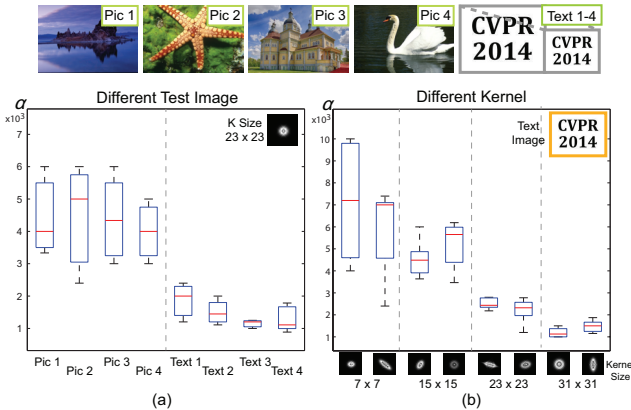 Pic 1
Pic 2
Pic 3
Pic 4
Text 1-4
CVPR
2014
CVPR
2014
Different Test Image
α
x10³
7
6
5
4
3
2
1
K Size
23 x 23
Pic 1
Pic 2
Pic 3
Pic 4
Text 1
Text 2
Text 3
Text 4
(a)
Different Kernel
α
x10³
10
9
8
7
6
5
4
3
2
1
Text
Image
CVPR
2014
7 x 7
15 x 15
23 x 23
31 x 31
Kernel
Size
(b)